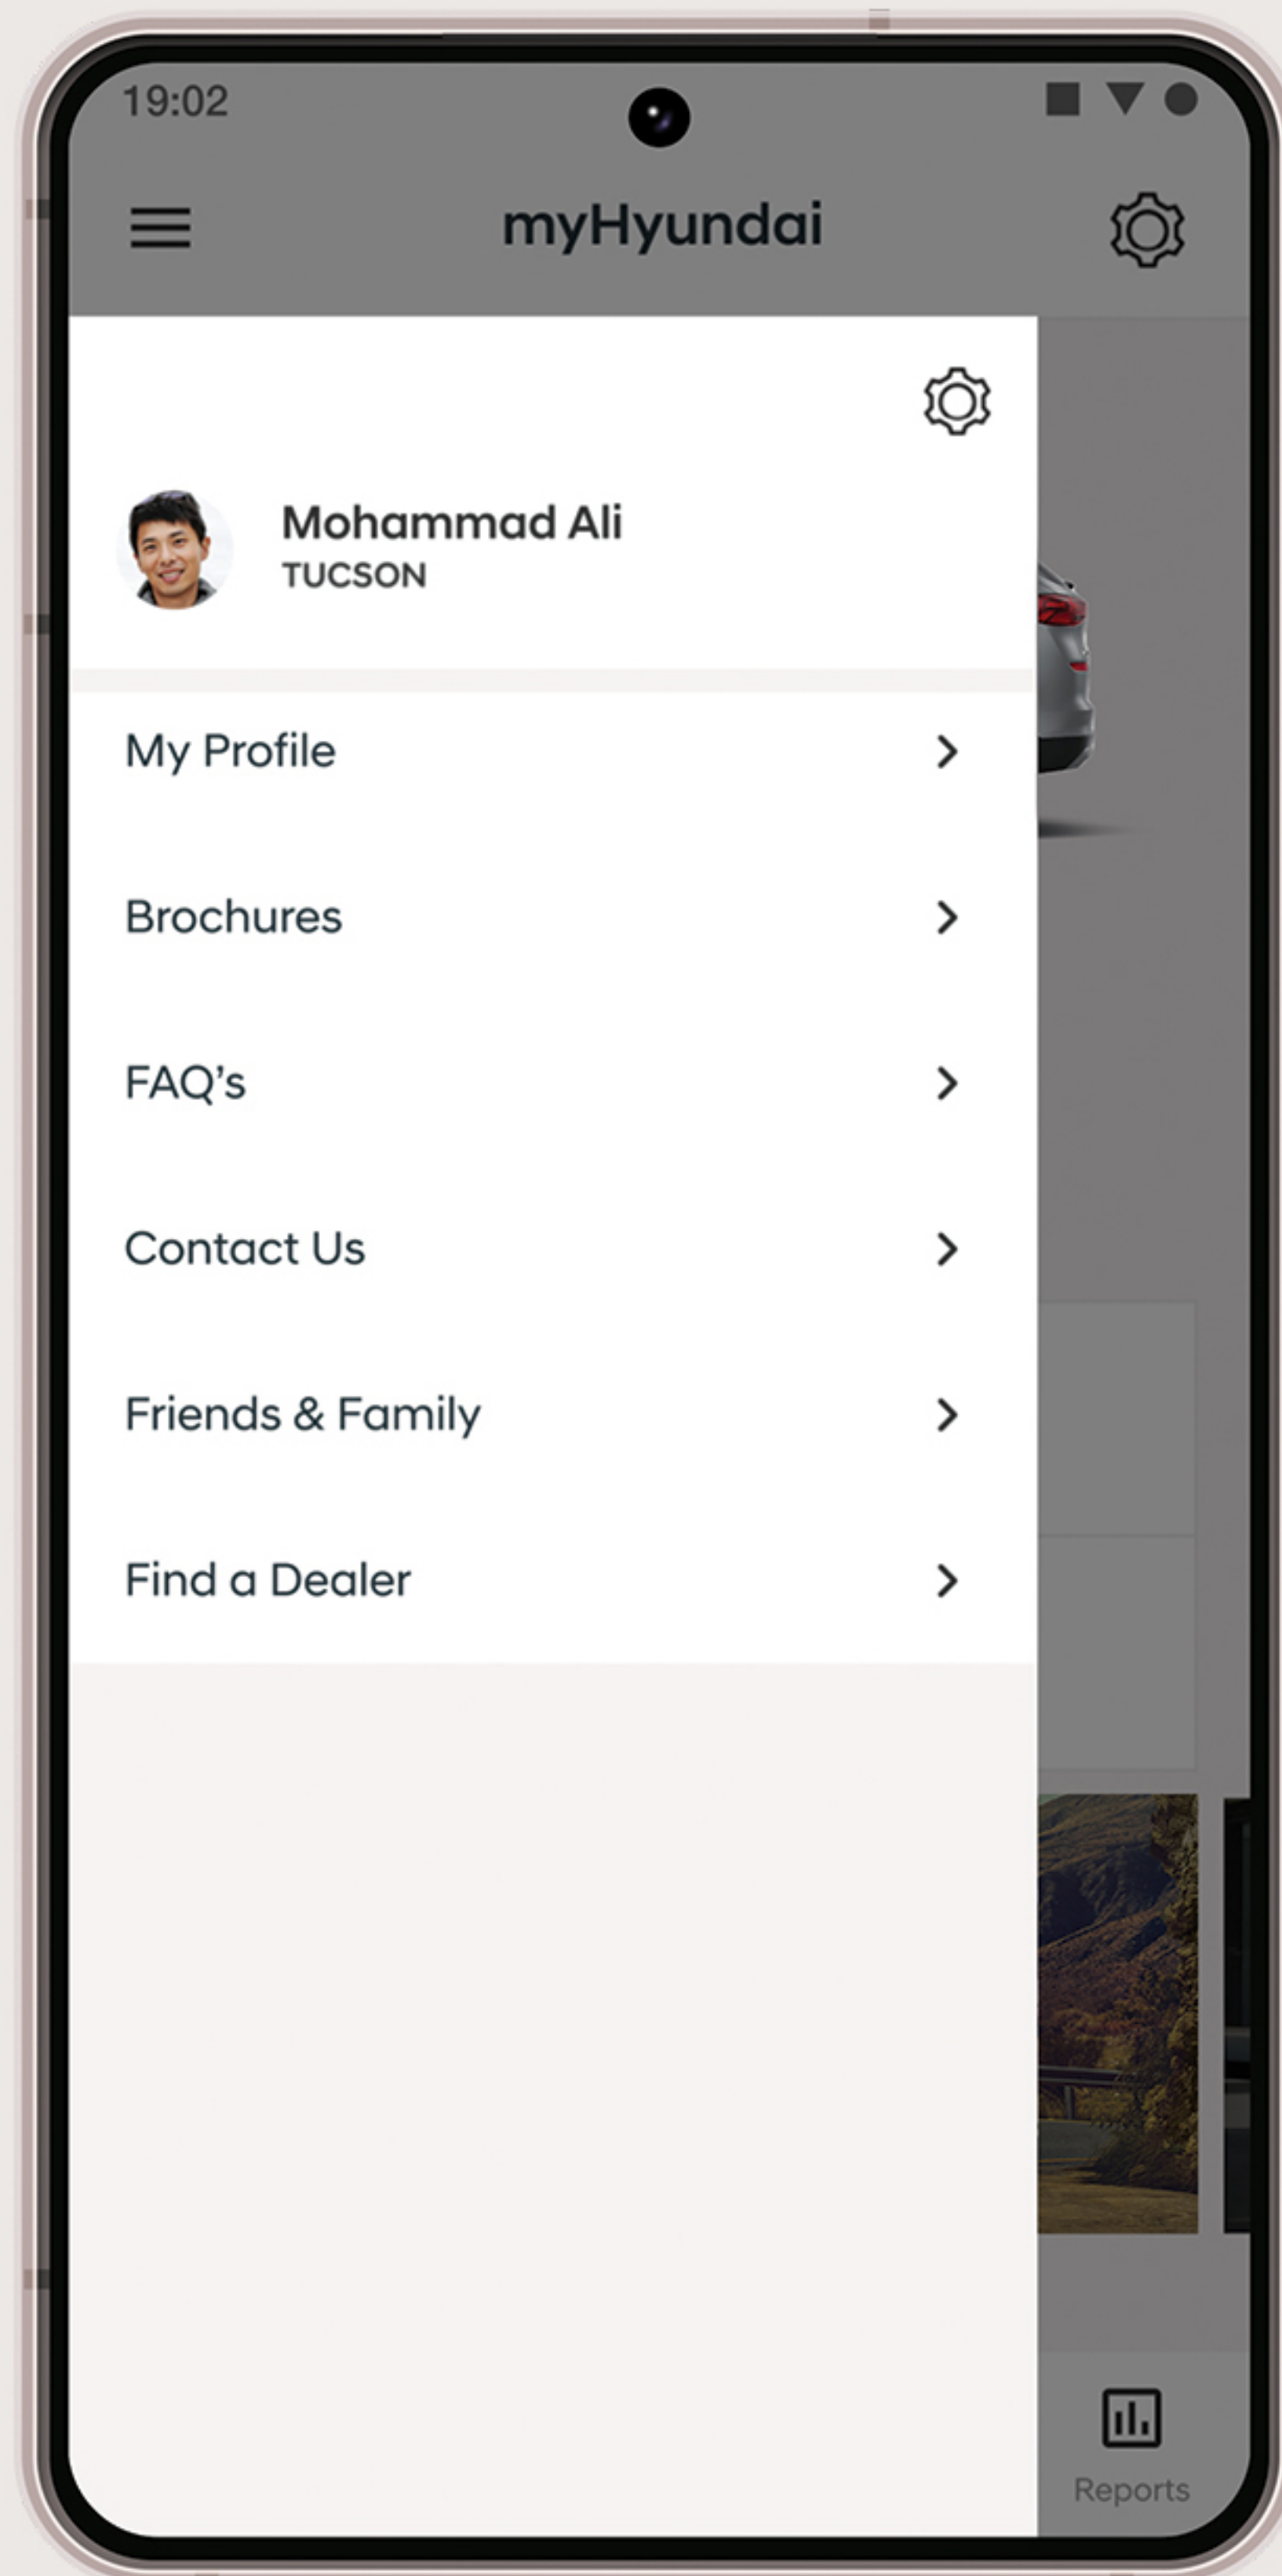 19:02
myHyundai
Mohammad Ali
TUCSON
My Profile
Brochures
FAQ’s
Contact Us
Friends & Family
Find a Dealer
Reports